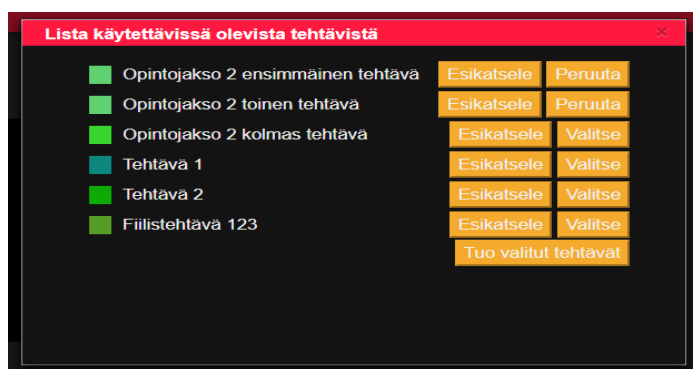 Lista käytettävissä olevista tehtävistä ×
Opintojakso 2 ensimmäinen tehtävä Esikatsele Peruuta
Opintojakso 2 toinen tehtävä Esikatsele Peruuta
Opintojakso 2 kolmas tehtävä Esikatsele Valitse
Tehtävä 1 Esikatsele Valitse
Tehtävä 2 Esikatsele Valitse
Fiilistehtävä 123 Esikatsele Valitse
Tuo valitut tehtävät